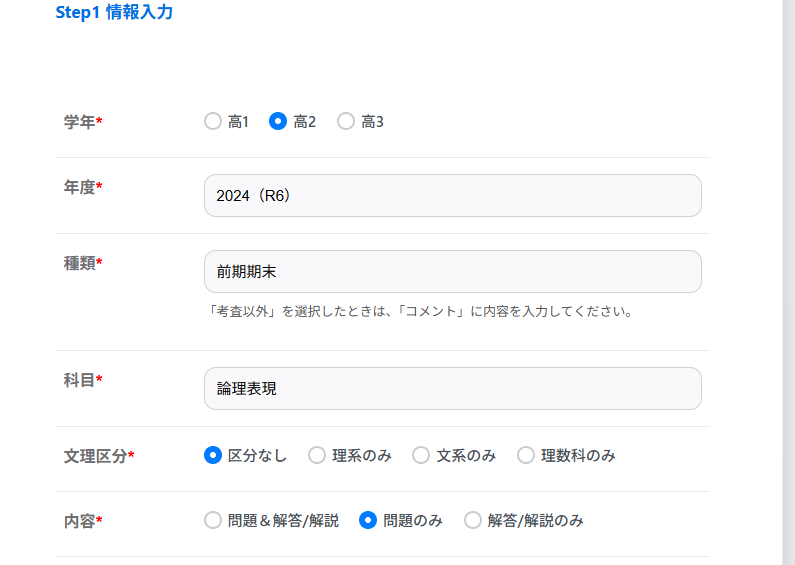 Step1 情報入力
学年* 高1 高2 高3
年度* 2024（R6）
種類* 前期期末
「考査以外」を選択したときは、「コメント」に内容を入力してください。
科目* 論理表現
文理区分* 区分なし 理系のみ 文系のみ 理数科のみ
内容* 問題＆解答/解説 問題のみ 解答/解説のみ